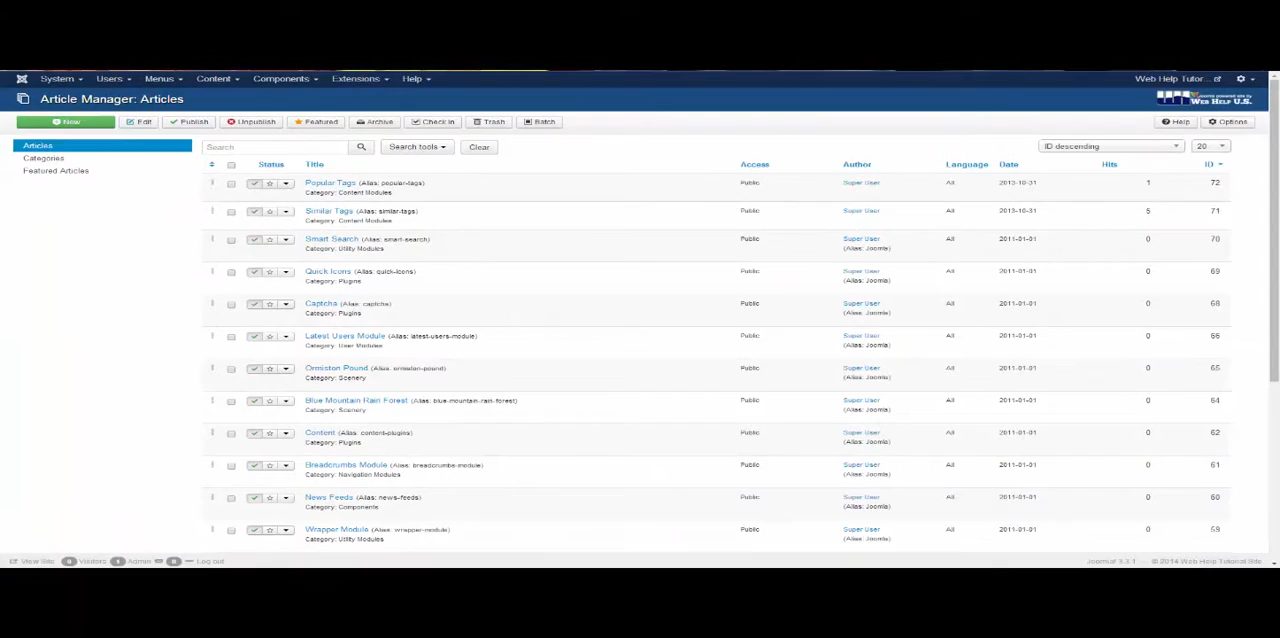 System Users Menus Content Components Extensions Help Web Help Tutor...
Article Manager: Articles WEB HELP U.S.
New Edit Publish Unpublish Featured Archive Check In Trash Batch Help Options
Articles
Categories
Featured Articles
Search Search tools Clear ID descending 20
Status Title Access Author Language Date Hits ID
Popular Tags (Alias: popular-tags) Public Super User All 2013-10-31 1 72
Category: Content Modules
Similar Tags (Alias: similar-tags) Public Super User All 2013-10-31 5 71
Category: Content Modules
Smart Search (Alias: smart-search) Public Super User All 2011-01-01 0 70
Category: Utility Modules (Alias: Joomla)
Quick Icons (Alias: quick-icons) Public Super User All 2011-01-01 0 69
Category: Plugins (Alias: Joomla)
Captcha (Alias: captcha) Public Super User All 2011-01-01 0 68
Category: Plugins (Alias: Joomla)
Latest Users Module (Alias: latest-users-module) Public Super User All 2011-01-01 0 66
Category: User Modules (Alias: Joomla)
Ormiston Pound (Alias: ormiston-pound) Public Super User All 2011-01-01 0 65
Category: Scenery (Alias: Joomla)
Blue Mountain Rain Forest (Alias: blue-mountain-rain-forest) Public Super User All 2011-01-01 0 64
Category: Scenery (Alias: Joomla)
Content (Alias: content-plugins) Public Super User All 2011-01-01 0 62
Category: Plugins (Alias: Joomla)
Breadcrumbs Module (Alias: breadcrumbs-module) Public Super User All 2011-01-01 0 61
Category: Navigation Modules (Alias: Joomla)
News Feeds (Alias: news-feeds) Public Super User All 2011-01-01 0 60
Category: Components (Alias: Joomla)
Wrapper Module (Alias: wrapper-module) Public Super User All 2011-01-01 0 59
Category: Utility Modules (Alias: Joomla)
View Site 0 Visitors 1 Admin 0 Log out Joomla! 3.3.1 — © 2014 Web Help Tutorial Site